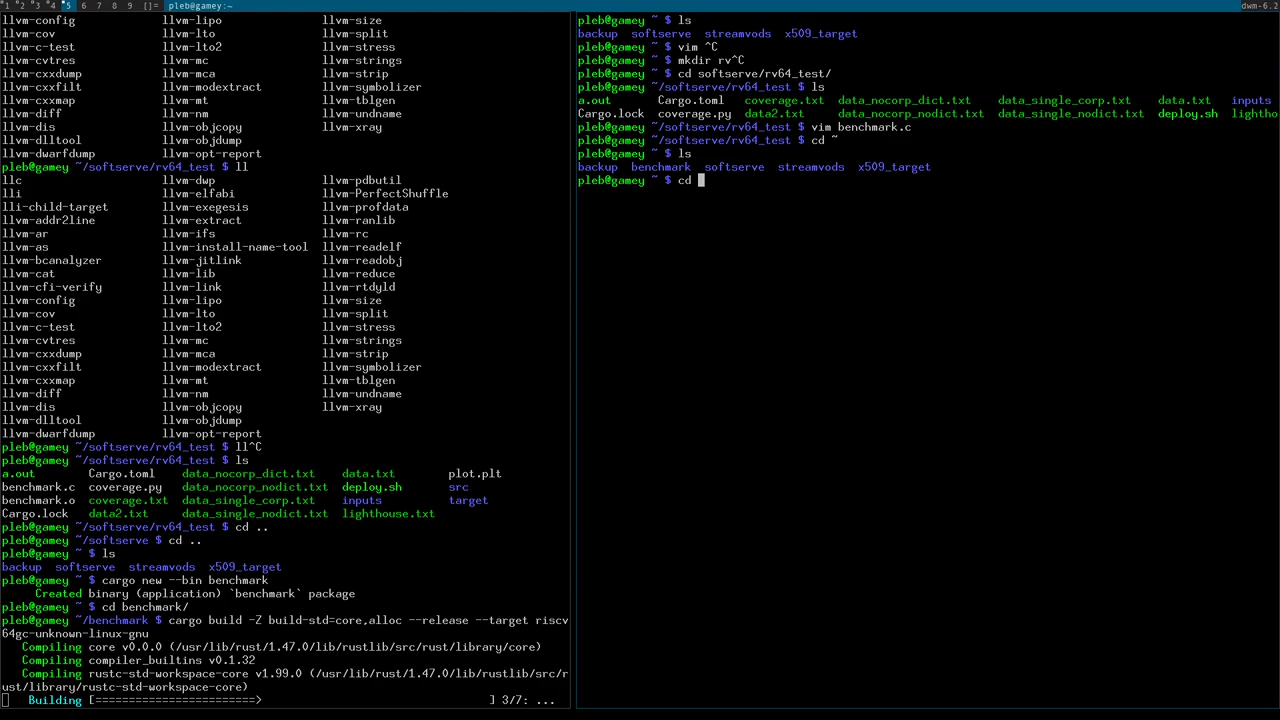 1 2 3 4 5 6 7 8 9 []= pleb@gamey:~ dwm-6.2
llvm-config llvm-lipo llvm-size
llvm-cov llvm-lto llvm-split
llvm-c-test llvm-lto2 llvm-stress
llvm-cvtres llvm-mc llvm-strings
llvm-cxxdump llvm-mca llvm-strip
llvm-cxxfilt llvm-modextract llvm-symbolizer
llvm-cxxmap llvm-mt llvm-tblgen
llvm-diff llvm-nm llvm-undname
llvm-dis llvm-objcopy llvm-xray
llvm-dlltool llvm-objdump
llvm-dwarfdump llvm-opt-report
pleb@gamey ~/softserve/rv64_test $ ll
llc llvm-dwp llvm-pdbutil
lli llvm-elfabi llvm-PerfectShuffle
lli-child-target llvm-exegesis llvm-profdata
llvm-addr2line llvm-extract llvm-ranlib
llvm-ar llvm-ifs llvm-rc
llvm-as llvm-install-name-tool llvm-readelf
llvm-bcanalyzer llvm-jitlink llvm-readobj
llvm-cat llvm-lib llvm-reduce
llvm-cfi-verify llvm-link llvm-rtdyld
llvm-config llvm-lipo llvm-size
llvm-cov llvm-lto llvm-split
llvm-c-test llvm-lto2 llvm-stress
llvm-cvtres llvm-mc llvm-strings
llvm-cxxdump llvm-mca llvm-strip
llvm-cxxfilt llvm-modextract llvm-symbolizer
llvm-cxxmap llvm-mt llvm-tblgen
llvm-diff llvm-nm llvm-undname
llvm-dis llvm-objcopy llvm-xray
llvm-dlltool llvm-objdump
llvm-dwarfdump llvm-opt-report
pleb@gamey ~/softserve/rv64_test $ ll^C
pleb@gamey ~/softserve/rv64_test $ ls
a.out Cargo.toml data_nocorp_dict.txt data.txt plot.plt
benchmark.c coverage.py data_nocorp_nodict.txt deploy.sh src
benchmark.o coverage.txt data_single_corp.txt inputs target
Cargo.lock data2.txt data_single_nodict.txt lighthouse.txt
pleb@gamey ~/softserve/rv64_test $ cd ..
pleb@gamey ~/softserve $ cd ..
pleb@gamey ~ $ ls
backup softserve streamvods x509_target
pleb@gamey ~ $ cargo new --bin benchmark
Created binary (application) `benchmark` package
pleb@gamey ~ $ cd benchmark/
pleb@gamey ~/benchmark $ cargo build -Z build-std=core,alloc --release --target riscv
64gc-unknown-linux-gnu
Compiling core v0.0.0 (/usr/lib/rust/1.47.0/lib/rustlib/src/rust/library/core)
Compiling compiler_builtins v0.1.32
Compiling rustc-std-workspace-core v1.99.0 (/usr/lib/rust/1.47.0/lib/rustlib/src/r
ust/library/rustc-std-workspace-core)
Building [========================> ] 3/7: ...
pleb@gamey ~ $ ls
backup softserve streamvods x509_target
pleb@gamey ~ $ vim ^C
pleb@gamey ~ $ mkdir rv^C
pleb@gamey ~ $ cd softserve/rv64_test/
pleb@gamey ~/softserve/rv64_test $ ls
a.out Cargo.toml coverage.txt data_nocorp_dict.txt data_single_corp.txt data.txt inputs
Cargo.lock coverage.py data2.txt data_nocorp_nodict.txt data_single_nodict.txt deploy.sh lightho
pleb@gamey ~/softserve/rv64_test $ vim benchmark.c
pleb@gamey ~/softserve/rv64_test $ cd ~
pleb@gamey ~ $ ls
backup benchmark softserve streamvods x509_target
pleb@gamey ~ $ cd